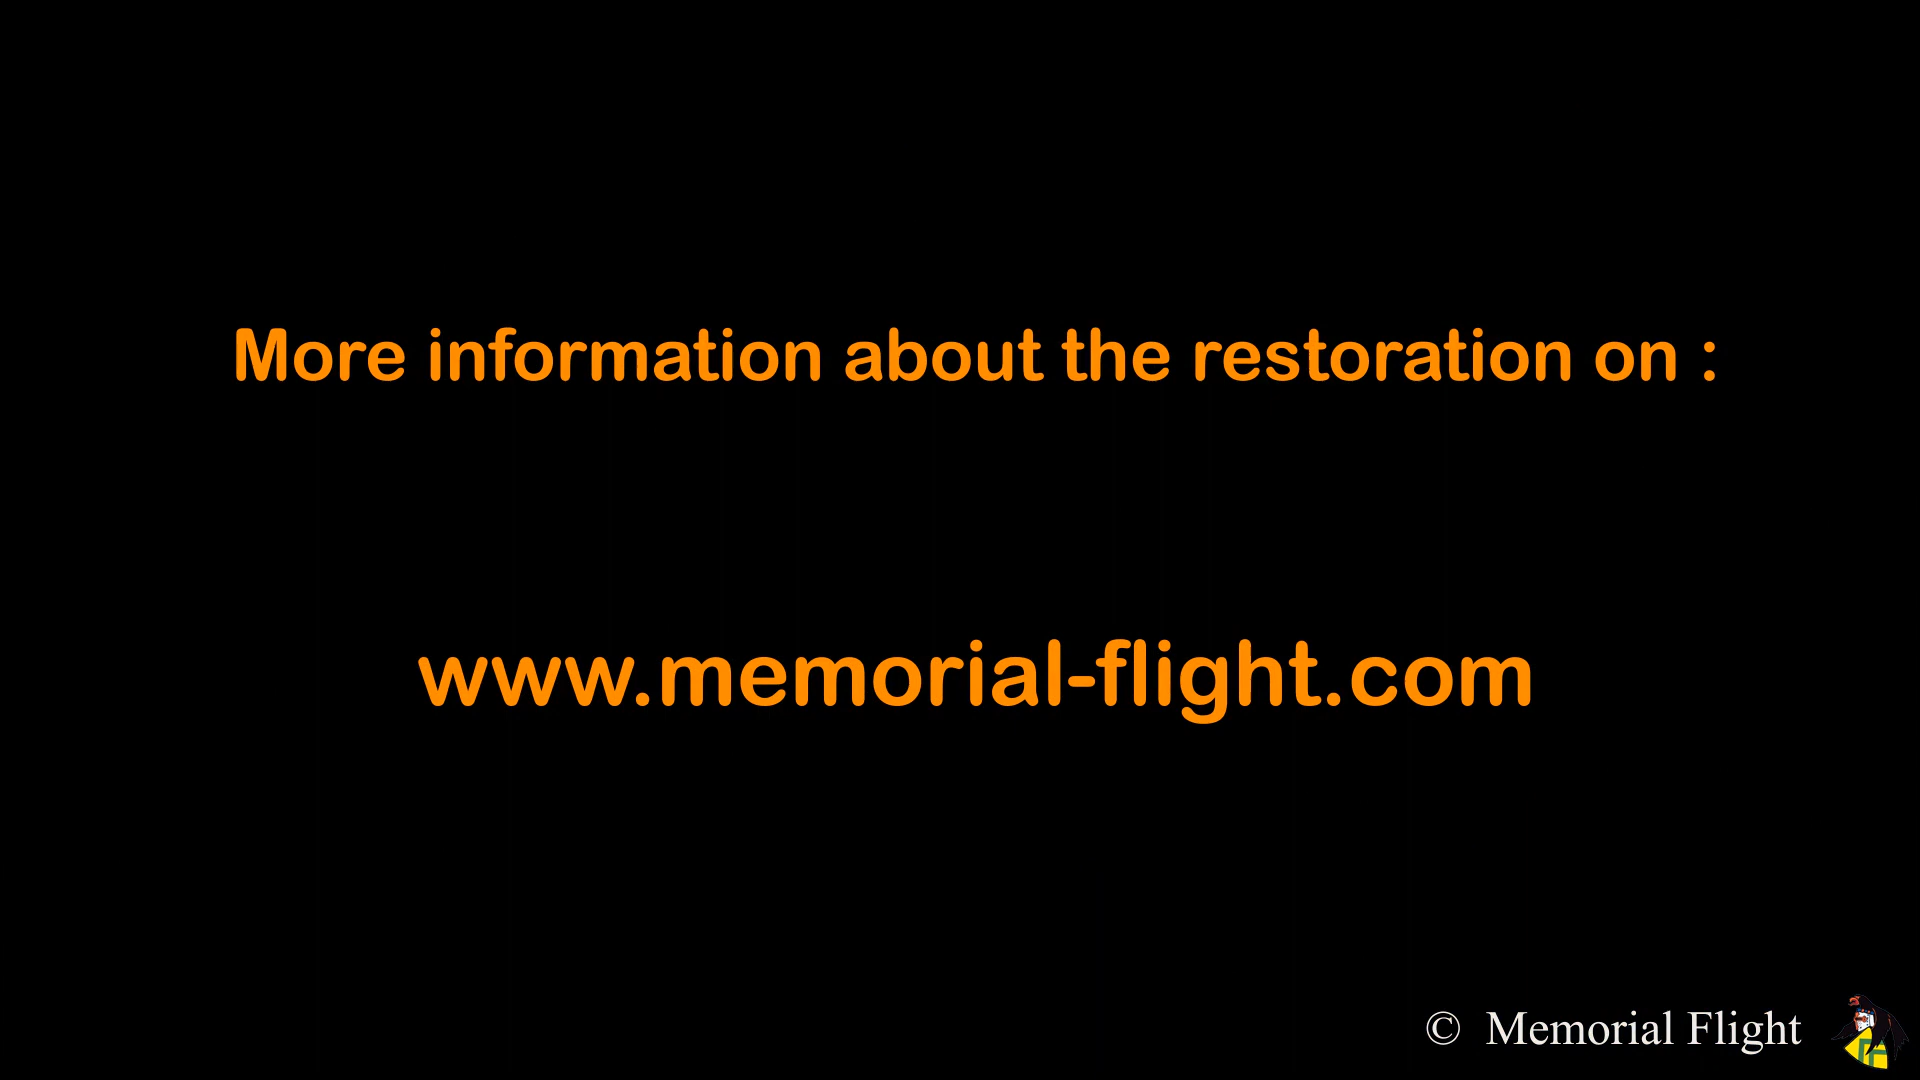 More information about the restoration on :
www.memorial-flight.com
© Memorial Flight